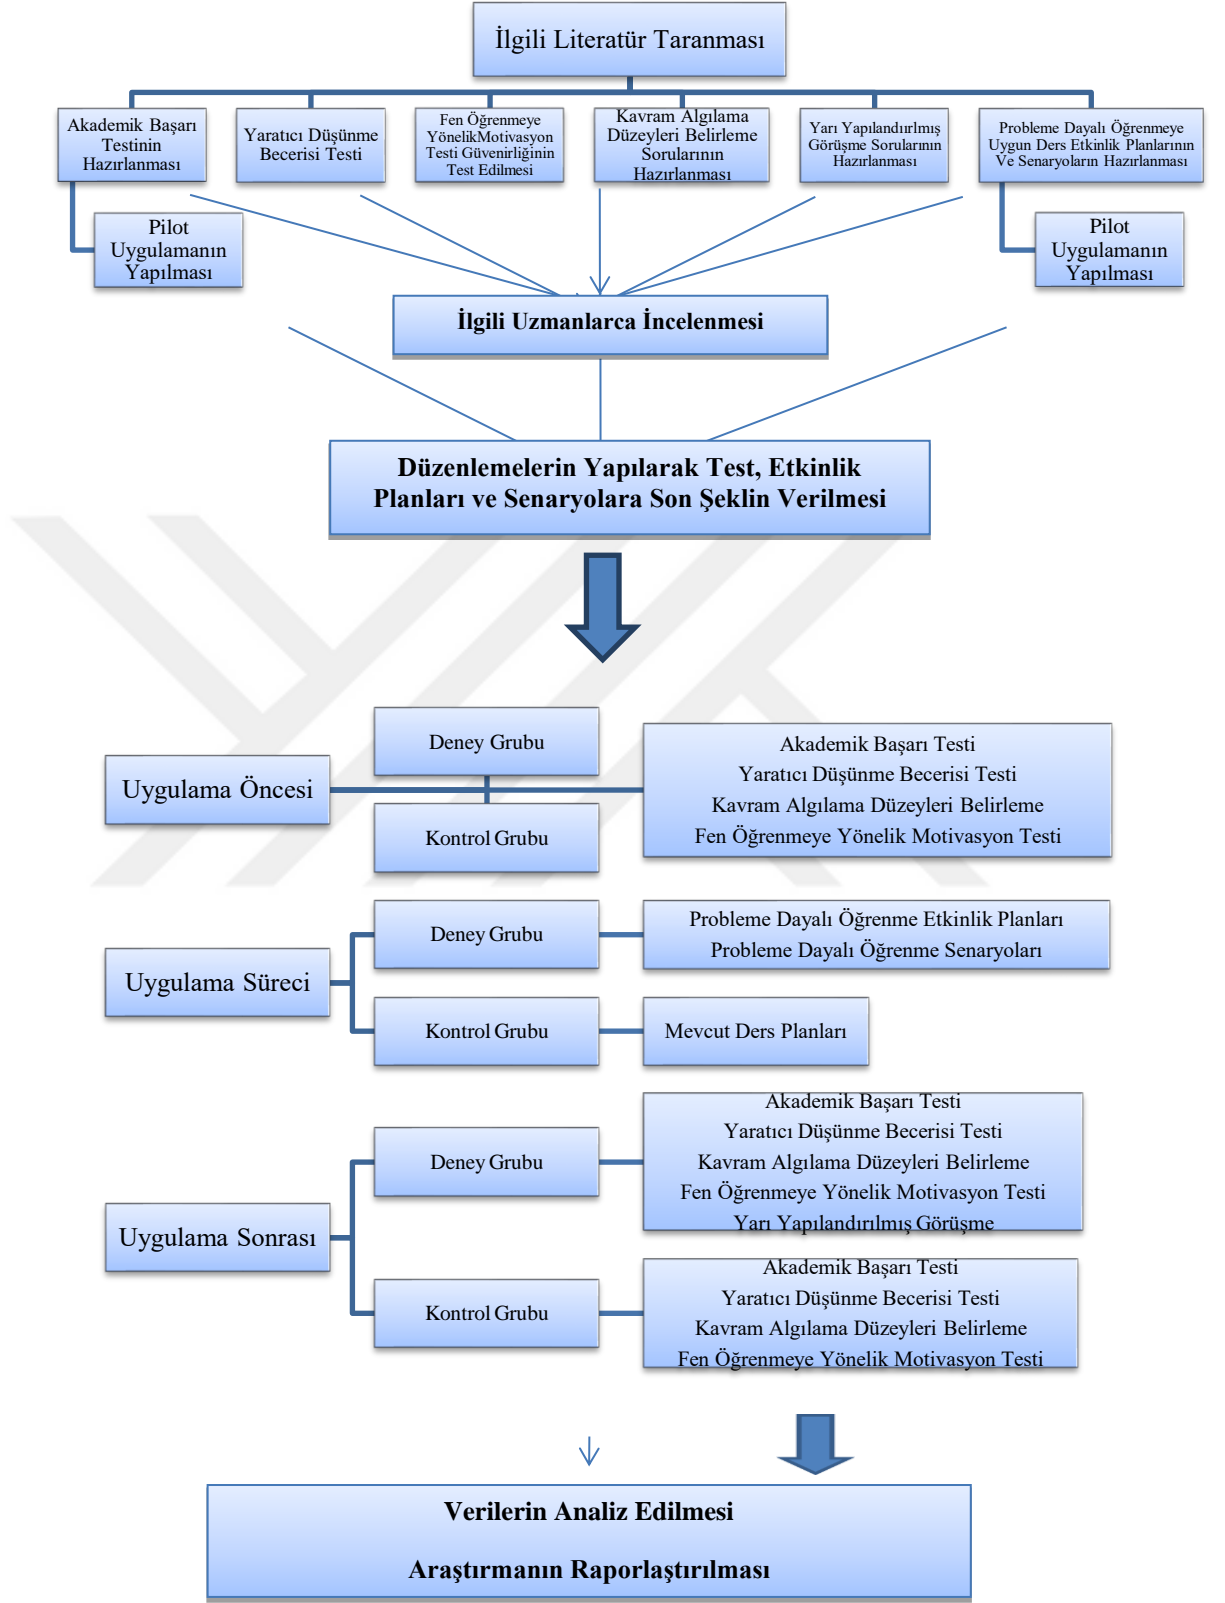 İlgili Literatür Taranması
Akademik Başarı
Testinin
Hazırlanması
Yaratıcı Düşünme
Becerisi Testi
Fen Öğrenmeye
YönelikMotivasyon
Testi Güvenirliğinin
Test Edilmesi
Kavram Algılama
Düzeyleri Belirleme
Sorularının
Hazırlanması
Yarı Yapılandıırlmış
Görüşme Sorularının
Hazırlanması
Probleme Dayalı Öğrenmeye
Uygun Ders Etkinlik Planlarının
Ve Senaryoların Hazırlanması
Pilot
Uygulamanın
Yapılması
Pilot
Uygulamanın
Yapılması
İlgili Uzmanlarca İncelenmesi
Düzenlemelerin Yapılarak Test, Etkinlik
Planları ve Senaryolara Son Şeklin Verilmesi
Uygulama Öncesi
Deney Grubu
Kontrol Grubu
Akademik Başarı Testi
Yaratıcı Düşünme Becerisi Testi
Kavram Algılama Düzeyleri Belirleme
Fen Öğrenmeye Yönelik Motivasyon Testi
Uygulama Süreci
Deney Grubu
Probleme Dayalı Öğrenme Etkinlik Planları
Probleme Dayalı Öğrenme Senaryoları
Kontrol Grubu
Mevcut Ders Planları
Uygulama Sonrası
Deney Grubu
Akademik Başarı Testi
Yaratıcı Düşünme Becerisi Testi
Kavram Algılama Düzeyleri Belirleme
Fen Öğrenmeye Yönelik Motivasyon Testi
Yarı Yapılandırılmış Görüşme
Kontrol Grubu
Akademik Başarı Testi
Yaratıcı Düşünme Becerisi Testi
Kavram Algılama Düzeyleri Belirleme
Fen Öğrenmeye Yönelik Motivasyon Testi
Verilerin Analiz Edilmesi
Araştırmanın Raporlaştırılması